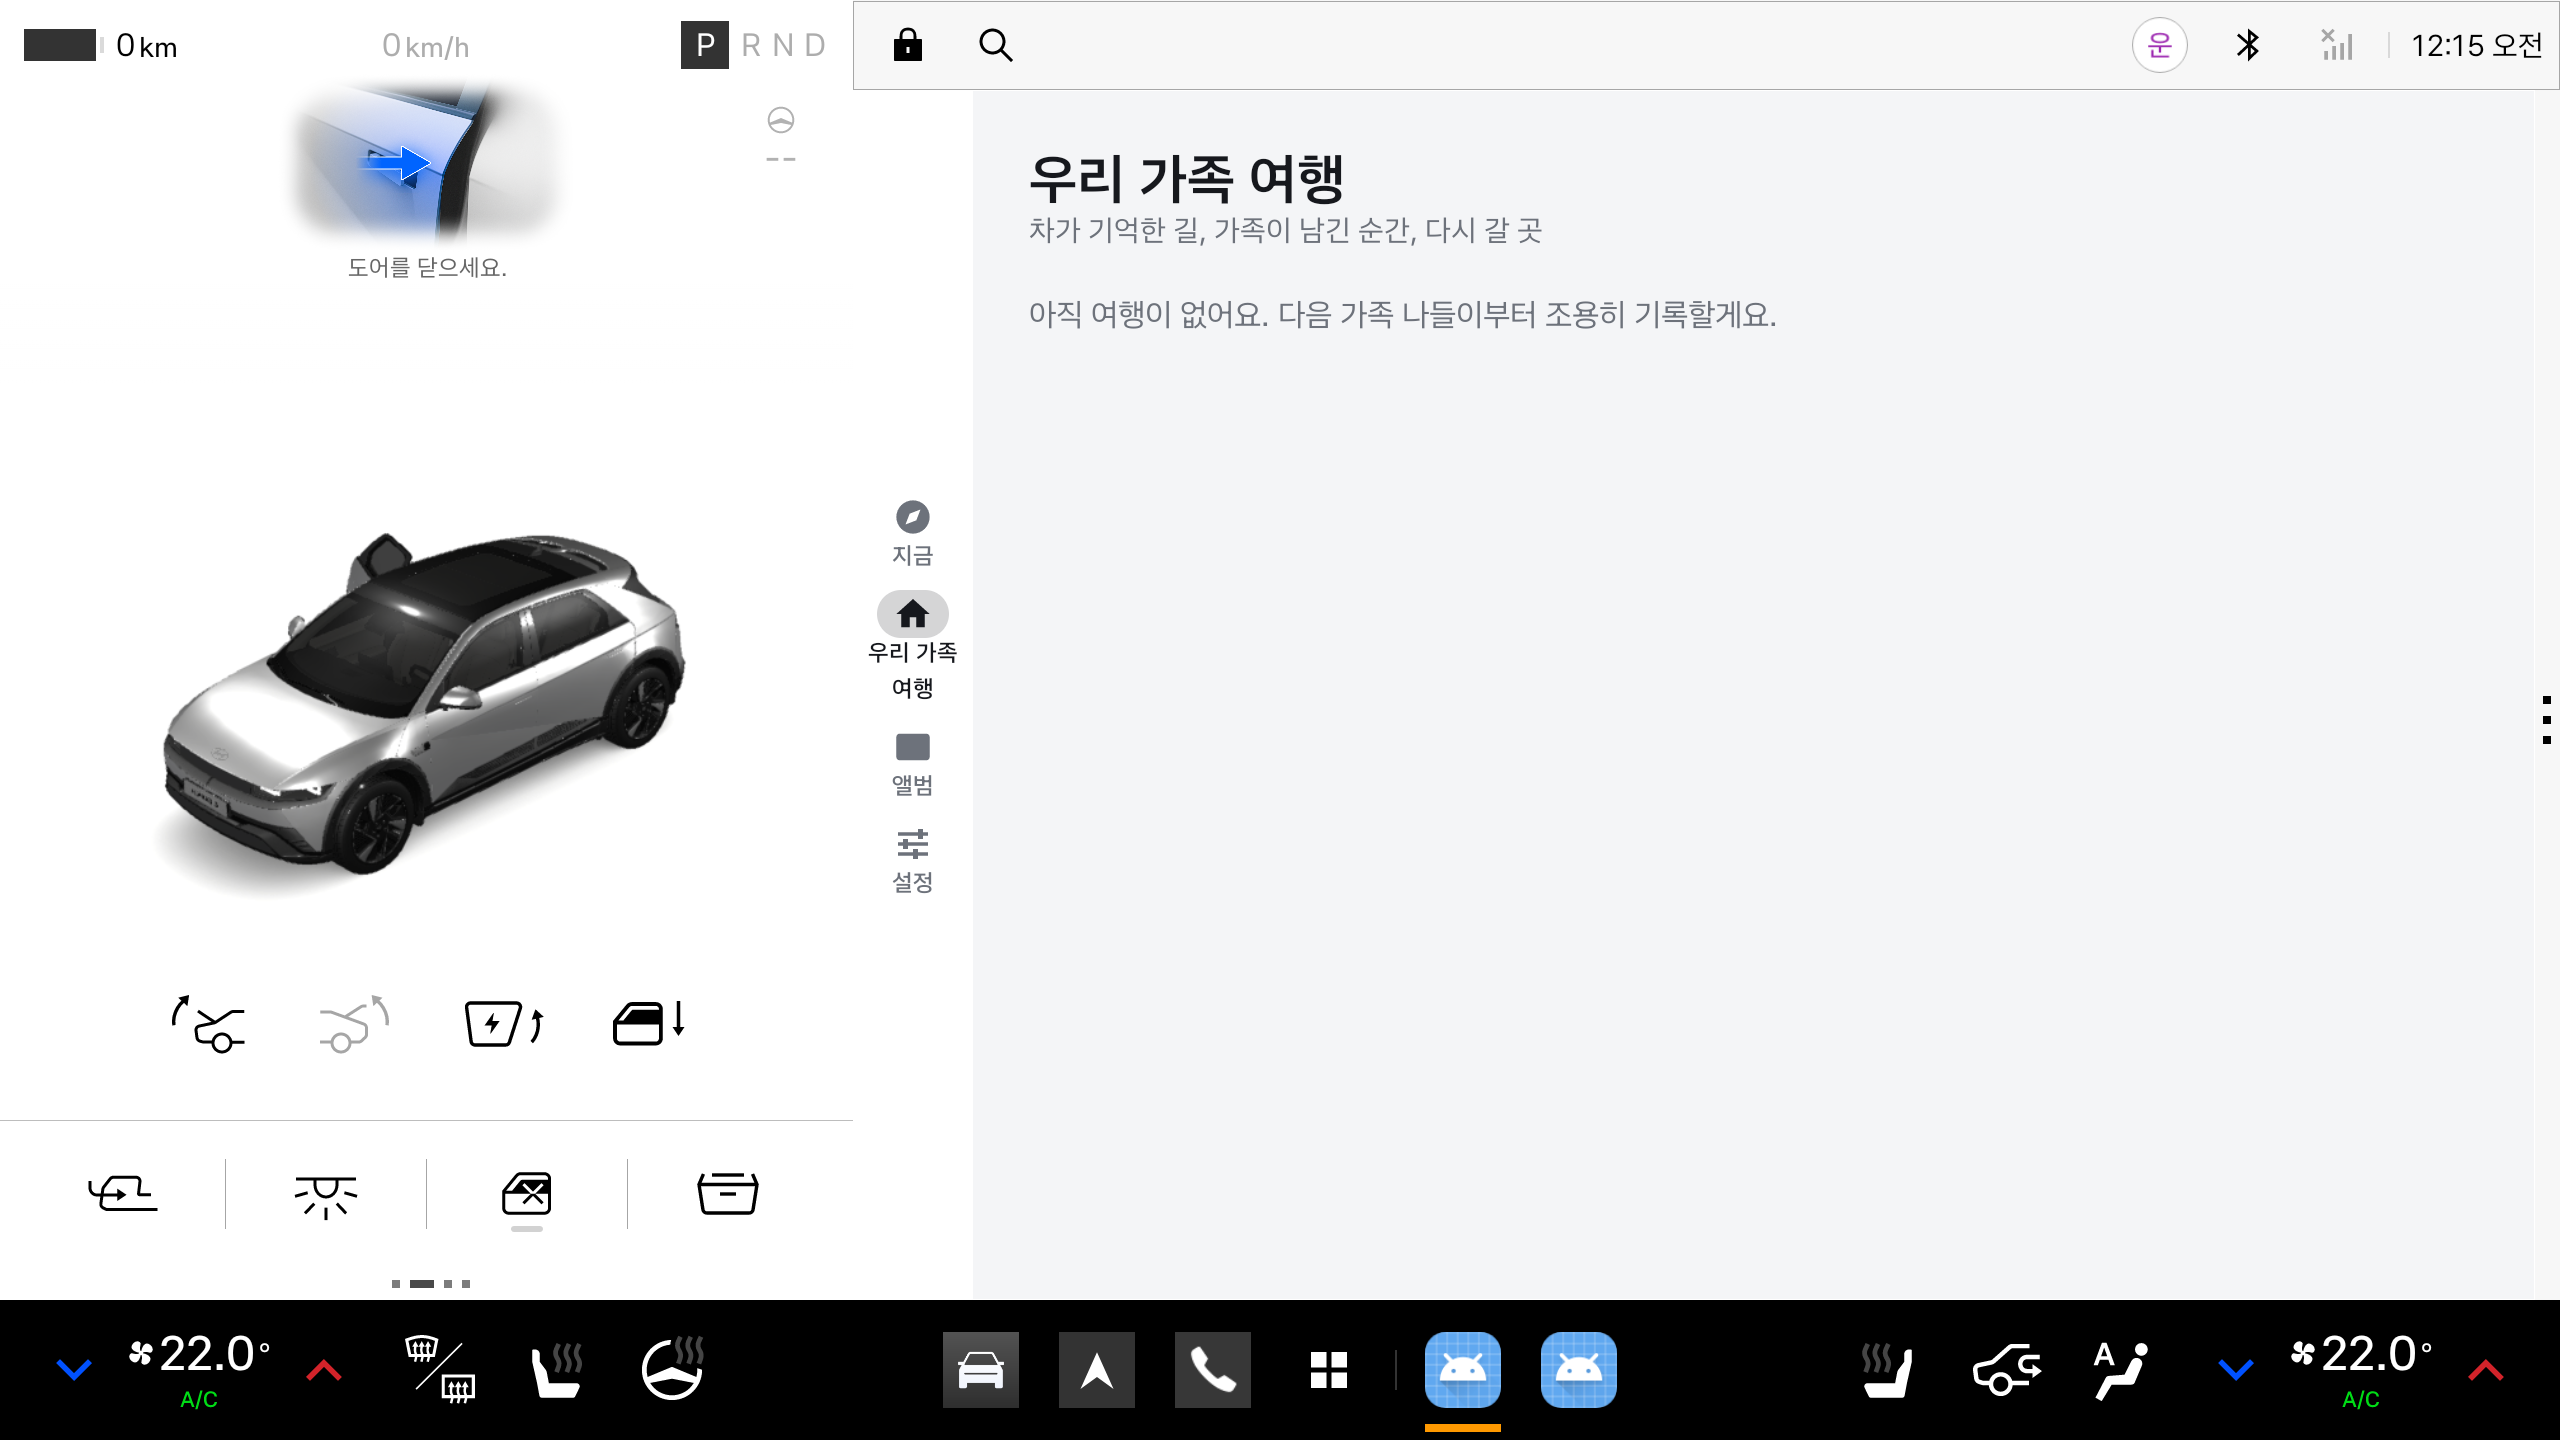 0 km
0 km/h
P R N D
12:15 오전
운
도어를 닫으세요.
--
우리 가족 여행
차가 기억한 길, 가족이 남긴 순간, 다시 갈 곳
아직 여행이 없어요. 다음 가족 나들이부터 조용히 기록할게요.
지금
우리 가족
여행
앨범
설정
22.0°
A/C
A
22.0°
A/C